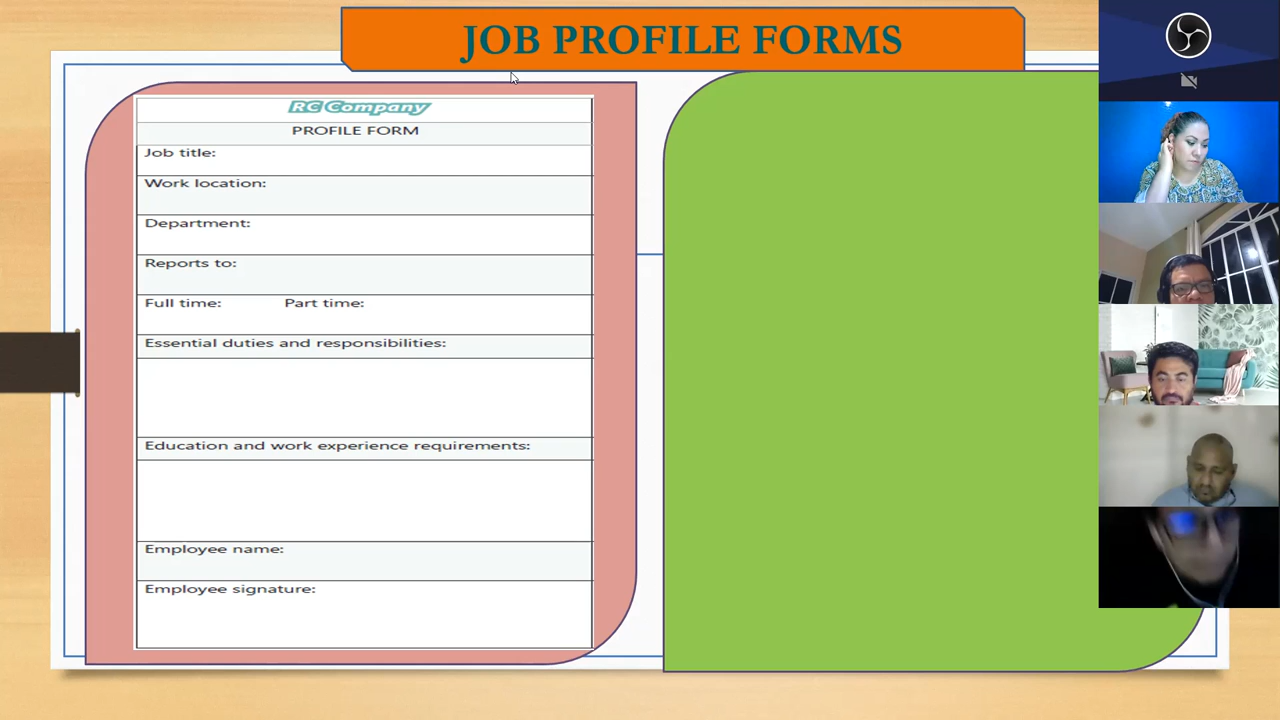 JOB PROFILE FORMS
RC Company
PROFILE FORM
Job title:
Work location:
Department:
Reports to:
Full time: Part time:
Essential duties and responsibilities:
Education and work experience requirements:
Employee name:
Employee signature: